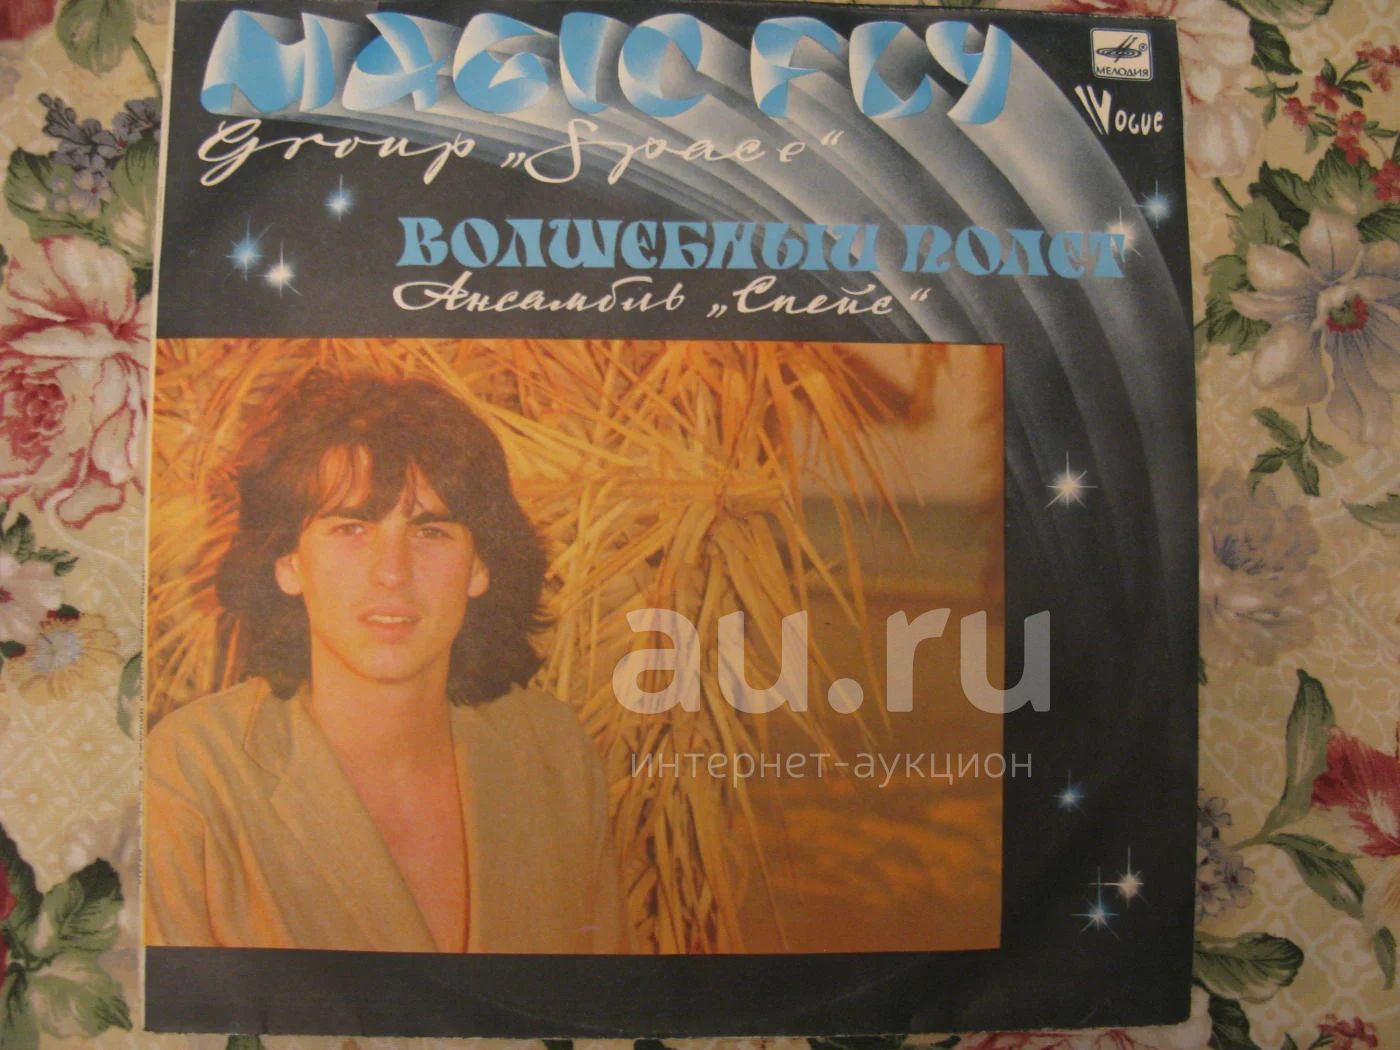 MAGIC FLY
Group „Space“
ВОЛШЕБНЫЙ ПОЛЕТ
Ансамбль „Спейс“
МЕЛОДИЯ
Vogue
au.ru
интернет-аукцион